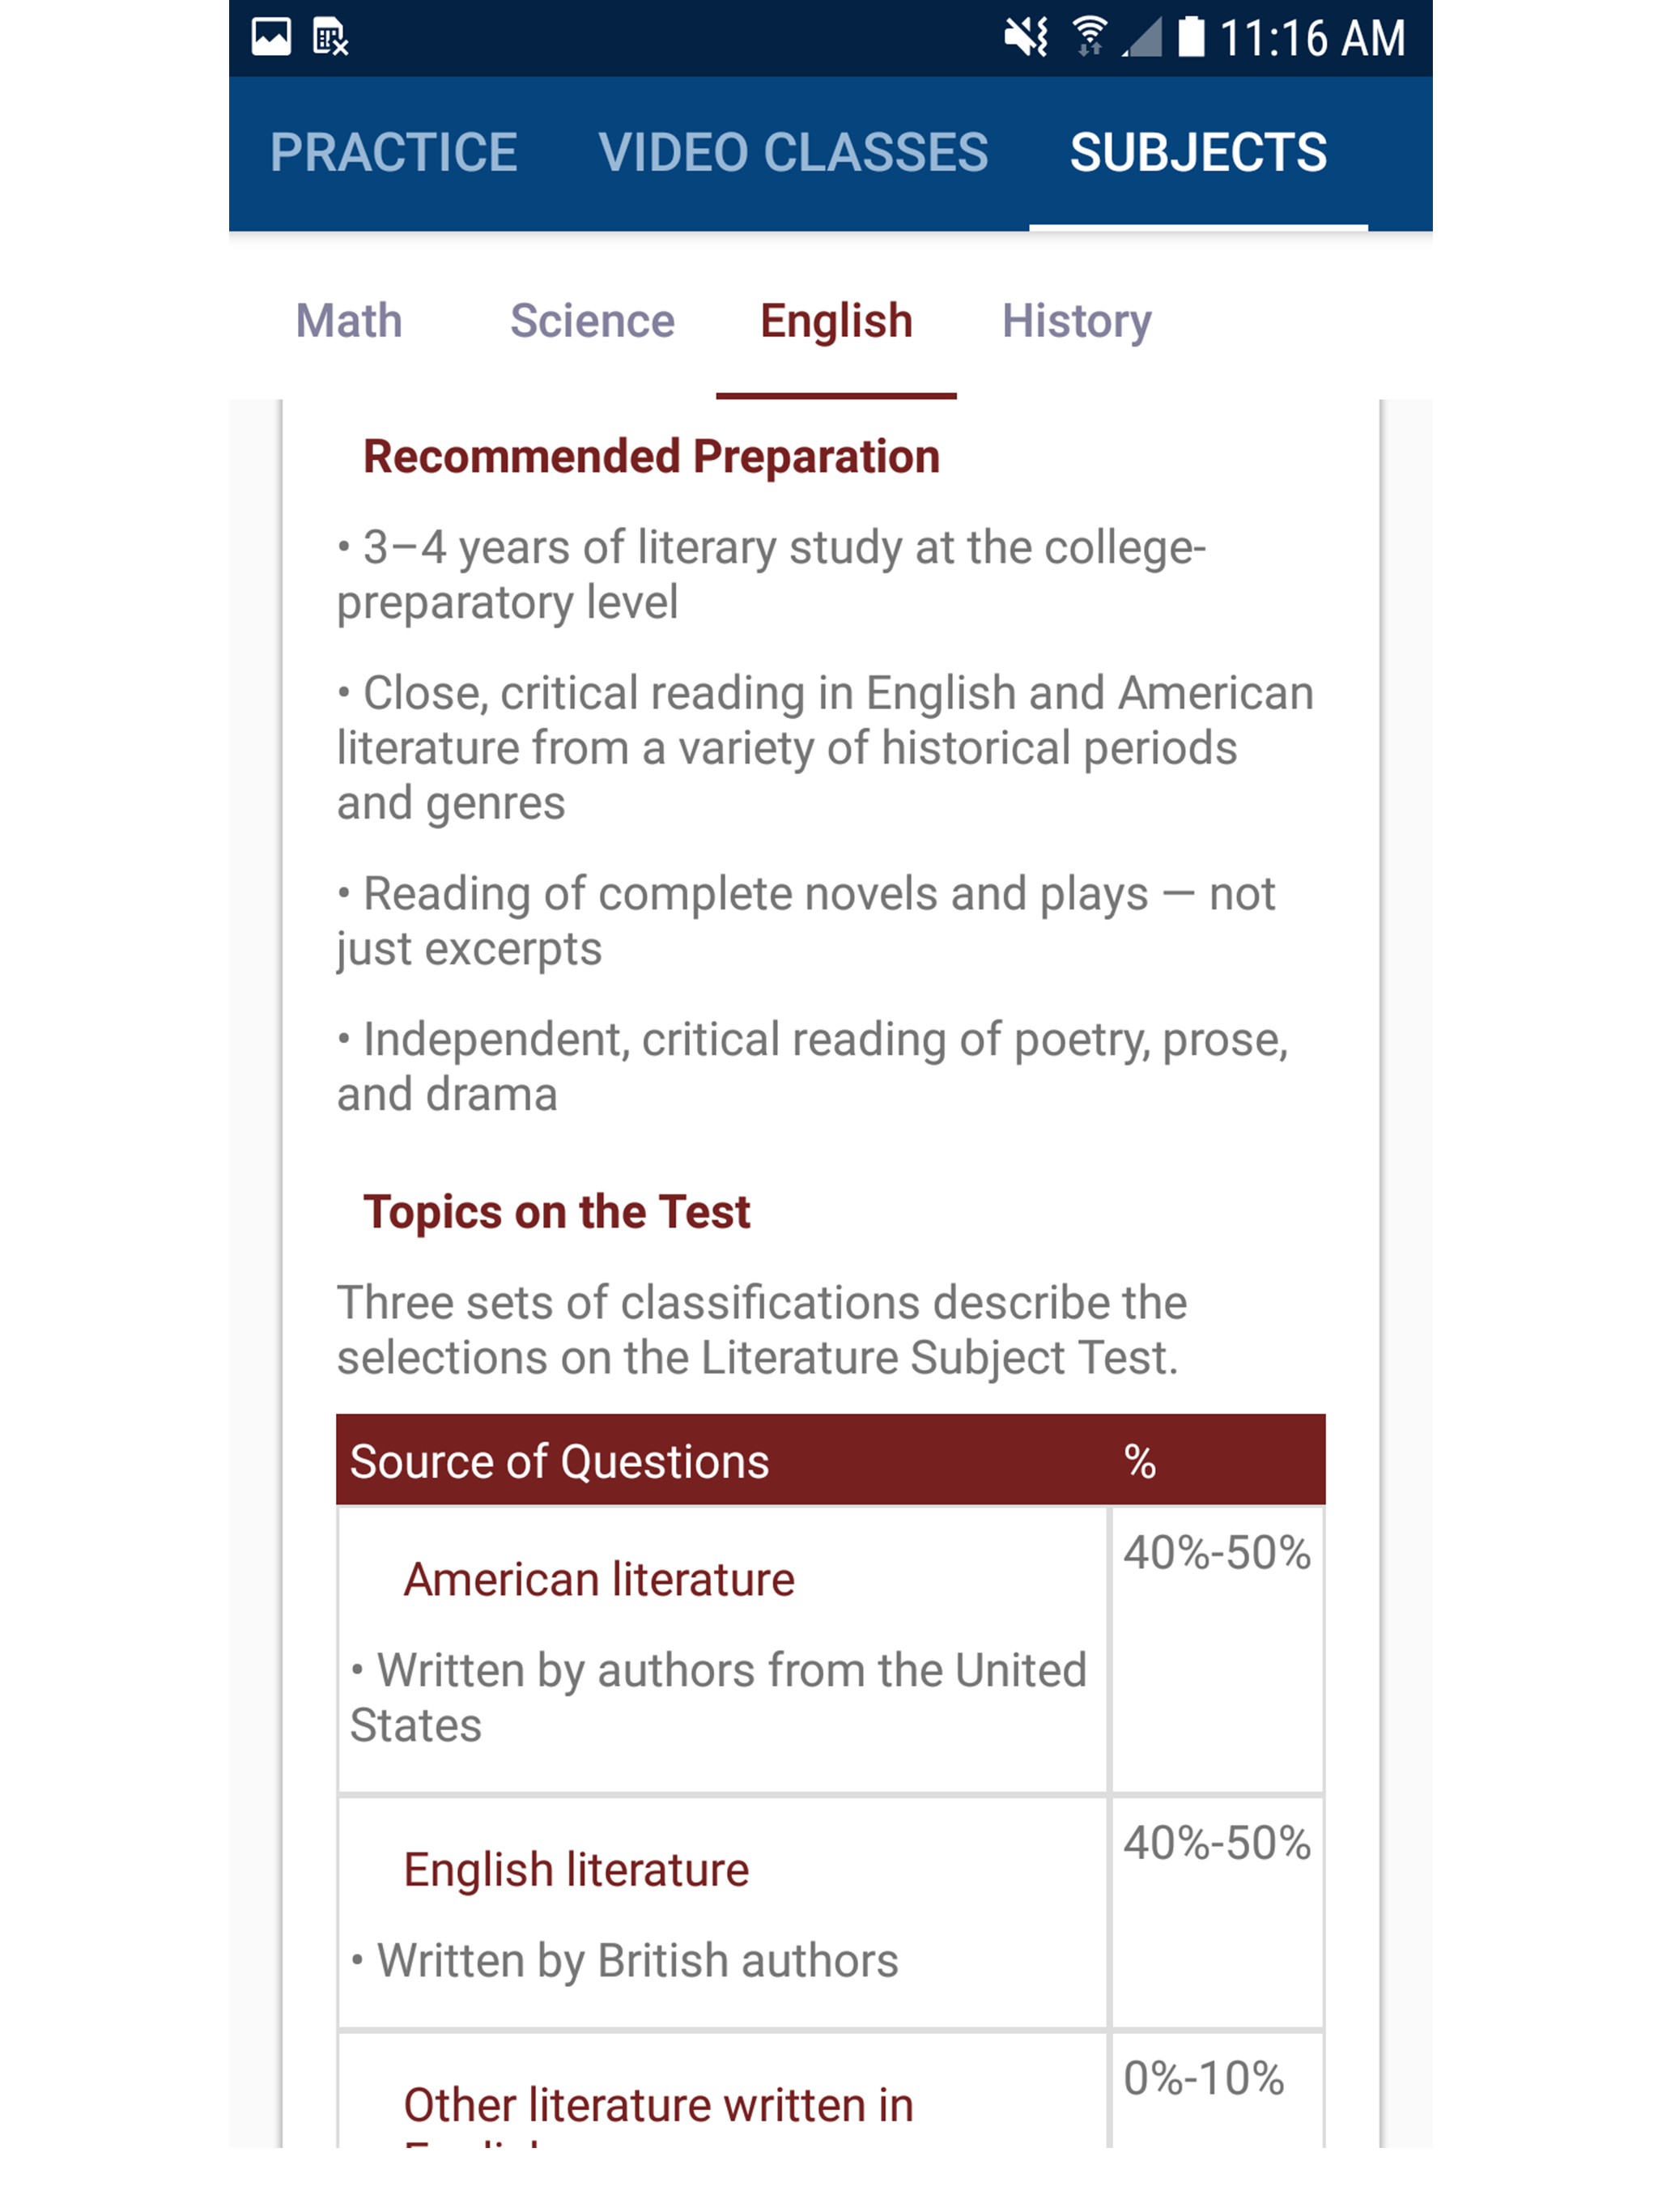 11:16 AM
PRACTICE VIDEO CLASSES SUBJECTS
Math Science English History
Recommended Preparation
• 3–4 years of literary study at the college-
preparatory level
• Close, critical reading in English and American
literature from a variety of historical periods
and genres
• Reading of complete novels and plays — not
just excerpts
• Independent, critical reading of poetry, prose,
and drama
Topics on the Test
Three sets of classifications describe the
selections on the Literature Subject Test.
Source of Questions %
American literature 40%-50%
• Written by authors from the United
States
English literature 40%-50%
• Written by British authors
Other literature written in 0%-10%